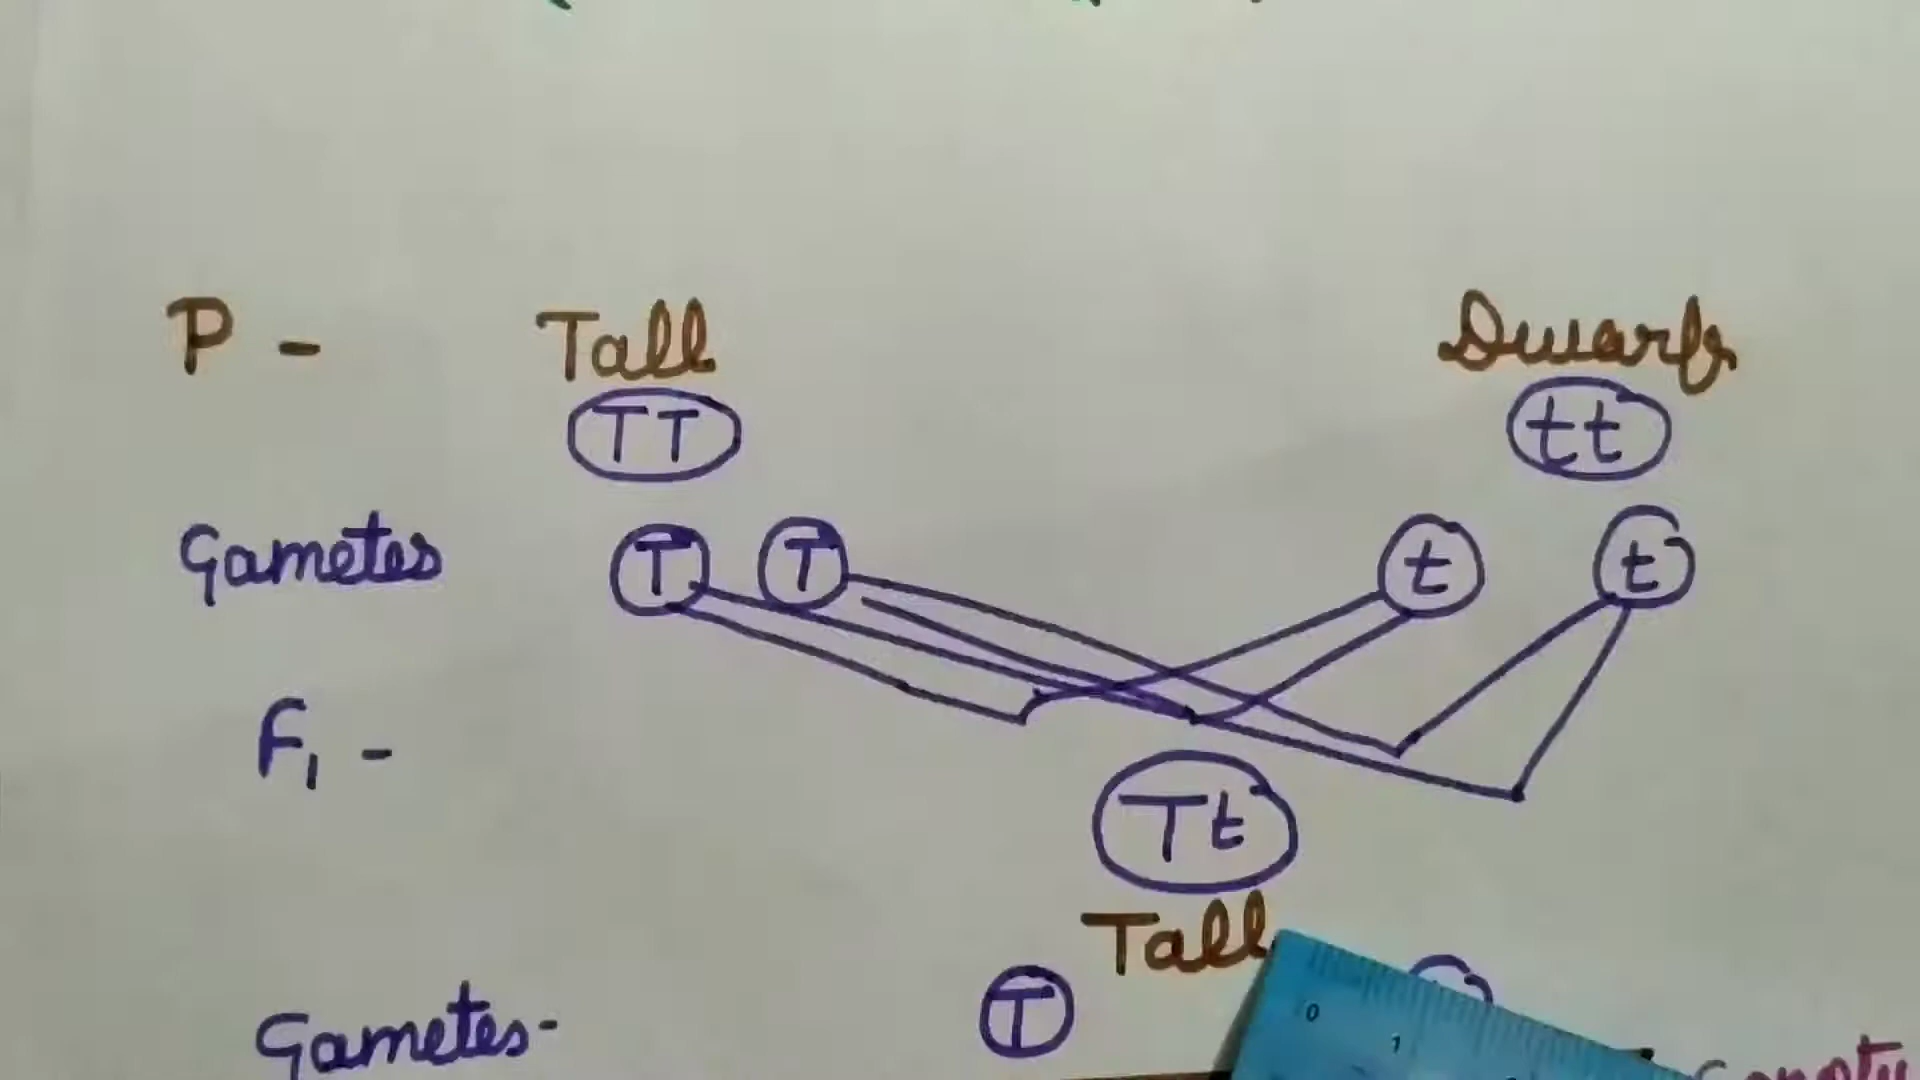 P - Tall Dwarf
TT tt
Gametes T T t t
F1 -
Tt
Tall
Gametes- T
0 1